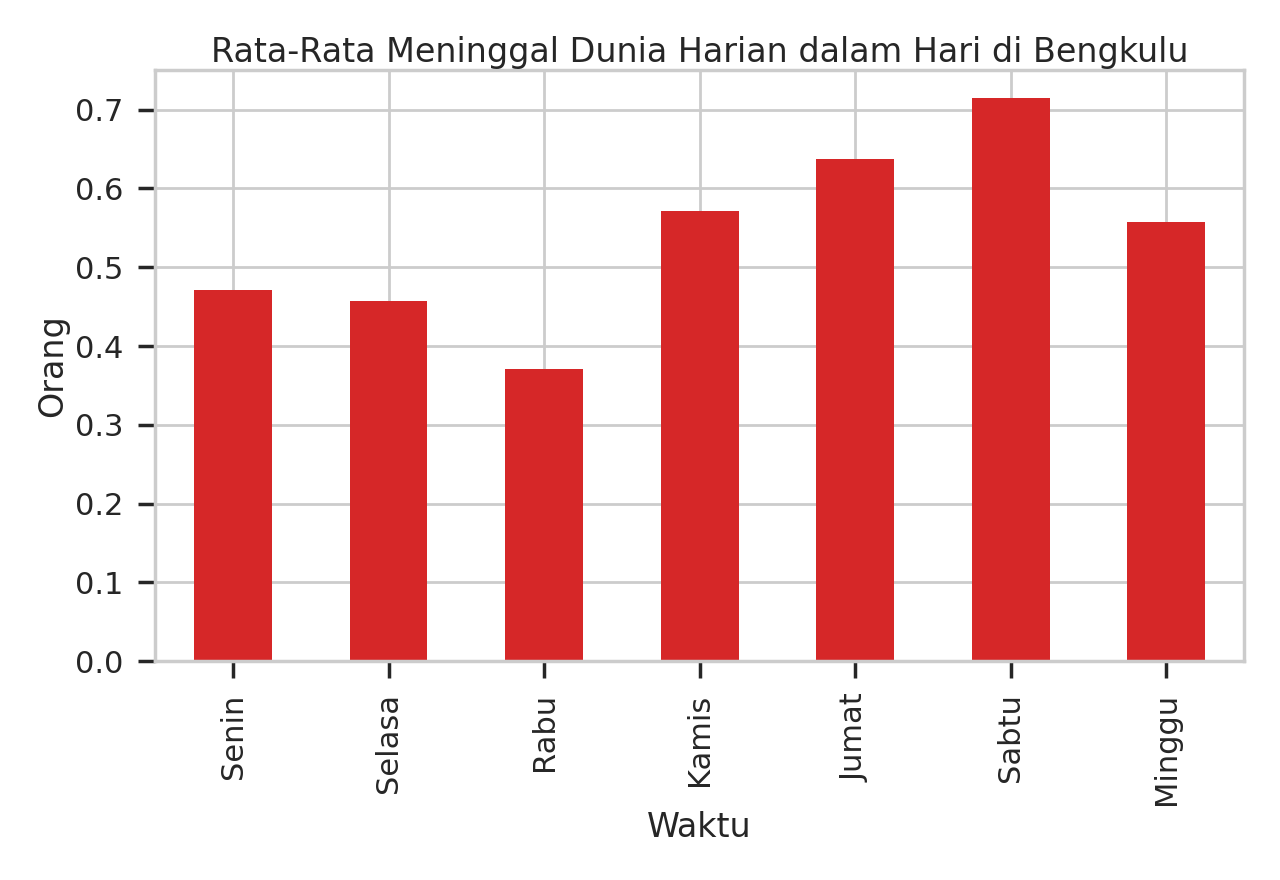 Rata-Rata Meninggal Dunia Harian dalam Hari di Bengkulu
0.7
0.6
0.5
0.4
0.3
0.2
0.1
0.0
Orang
Senin
Selasa
Rabu
Kamis
Jumat
Sabtu
Minggu
Waktu